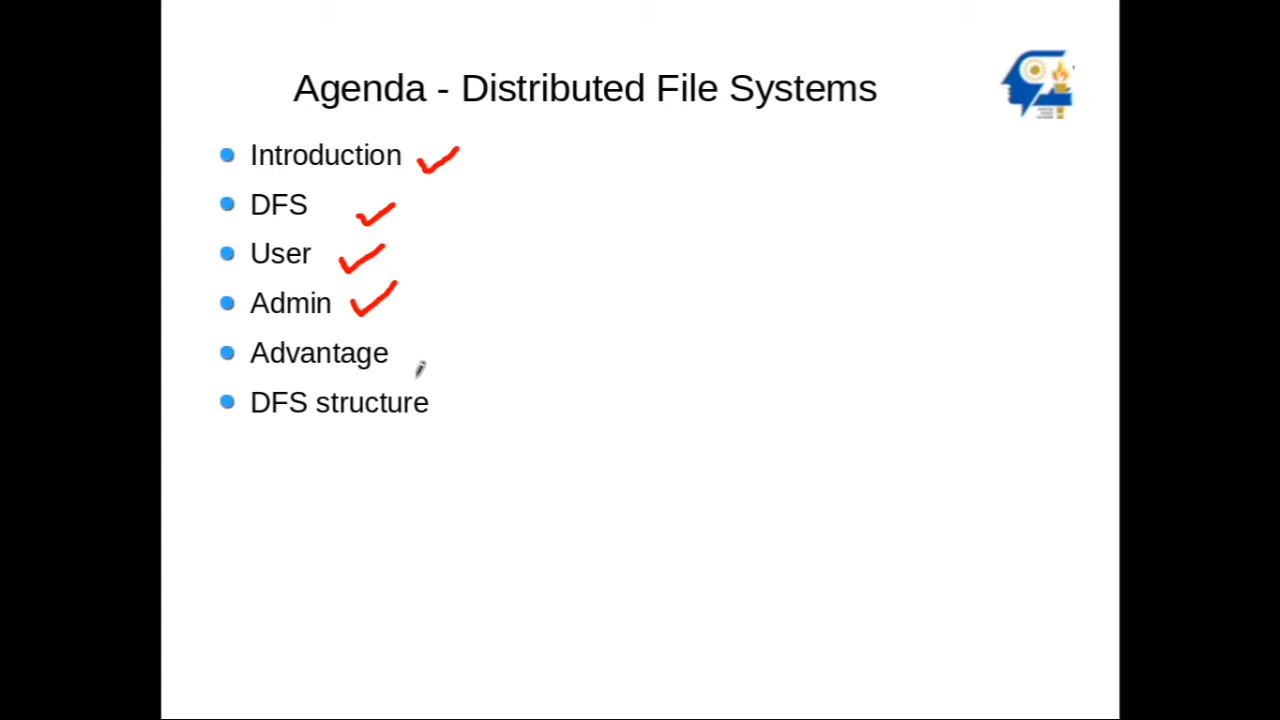 Agenda - Distributed File Systems
Introduction
DFS
User
Admin
Advantage
DFS structure